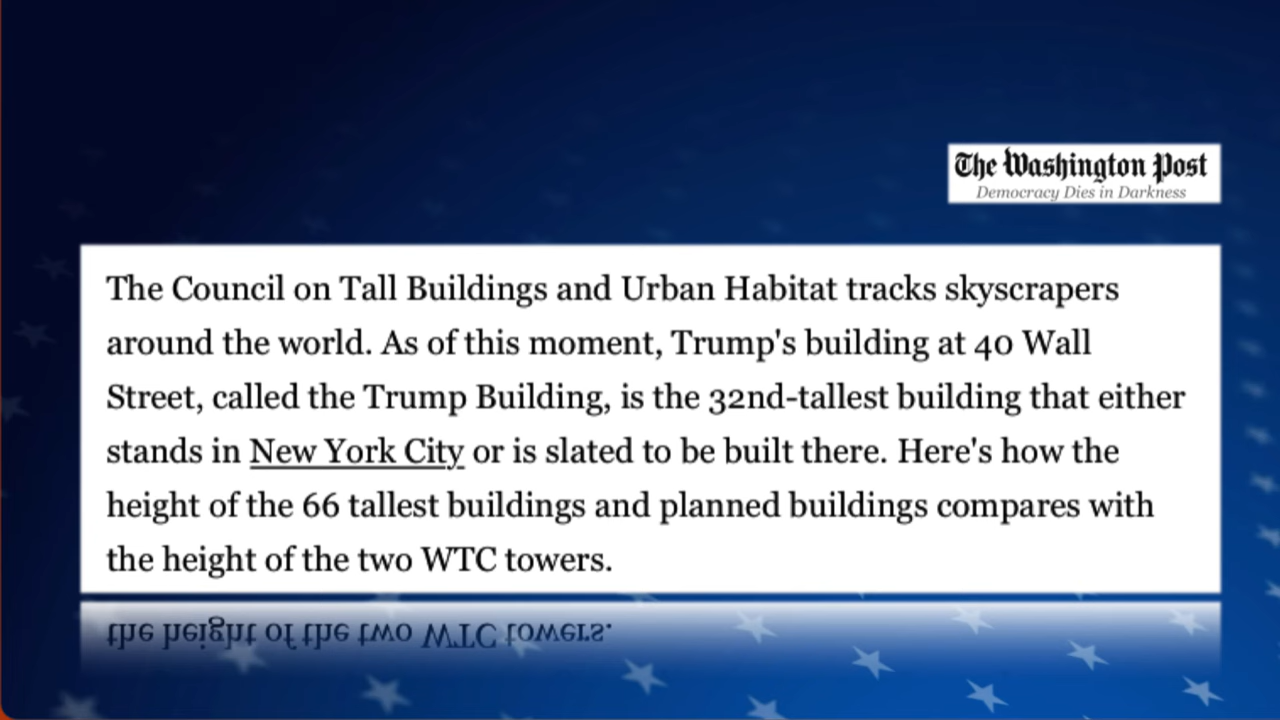 The Washington Post
Democracy Dies in Darkness
The Council on Tall Buildings and Urban Habitat tracks skyscrapers
around the world. As of this moment, Trump's building at 40 Wall
Street, called the Trump Building, is the 32nd-tallest building that either
stands in New York City or is slated to be built there. Here's how the
height of the 66 tallest buildings and planned buildings compares with
the height of the two WTC towers.